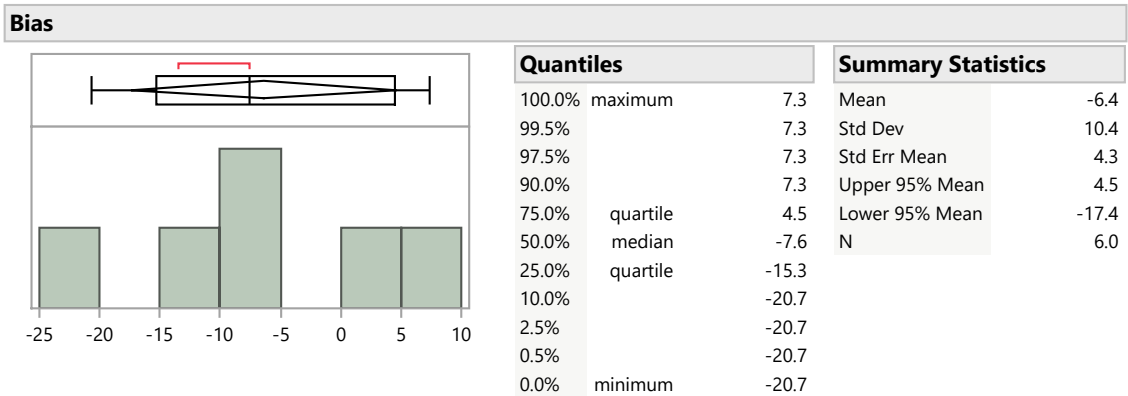 Bias
-25 -20 -15 -10 -5 0 5 10
Quantiles
100.0% maximum 7.3
99.5% 7.3
97.5% 7.3
90.0% 7.3
75.0% quartile 4.5
50.0% median -7.6
25.0% quartile -15.3
10.0% -20.7
2.5% -20.7
0.5% -20.7
0.0% minimum -20.7
Summary Statistics
Mean -6.4
Std Dev 10.4
Std Err Mean 4.3
Upper 95% Mean 4.5
Lower 95% Mean -17.4
N 6.0